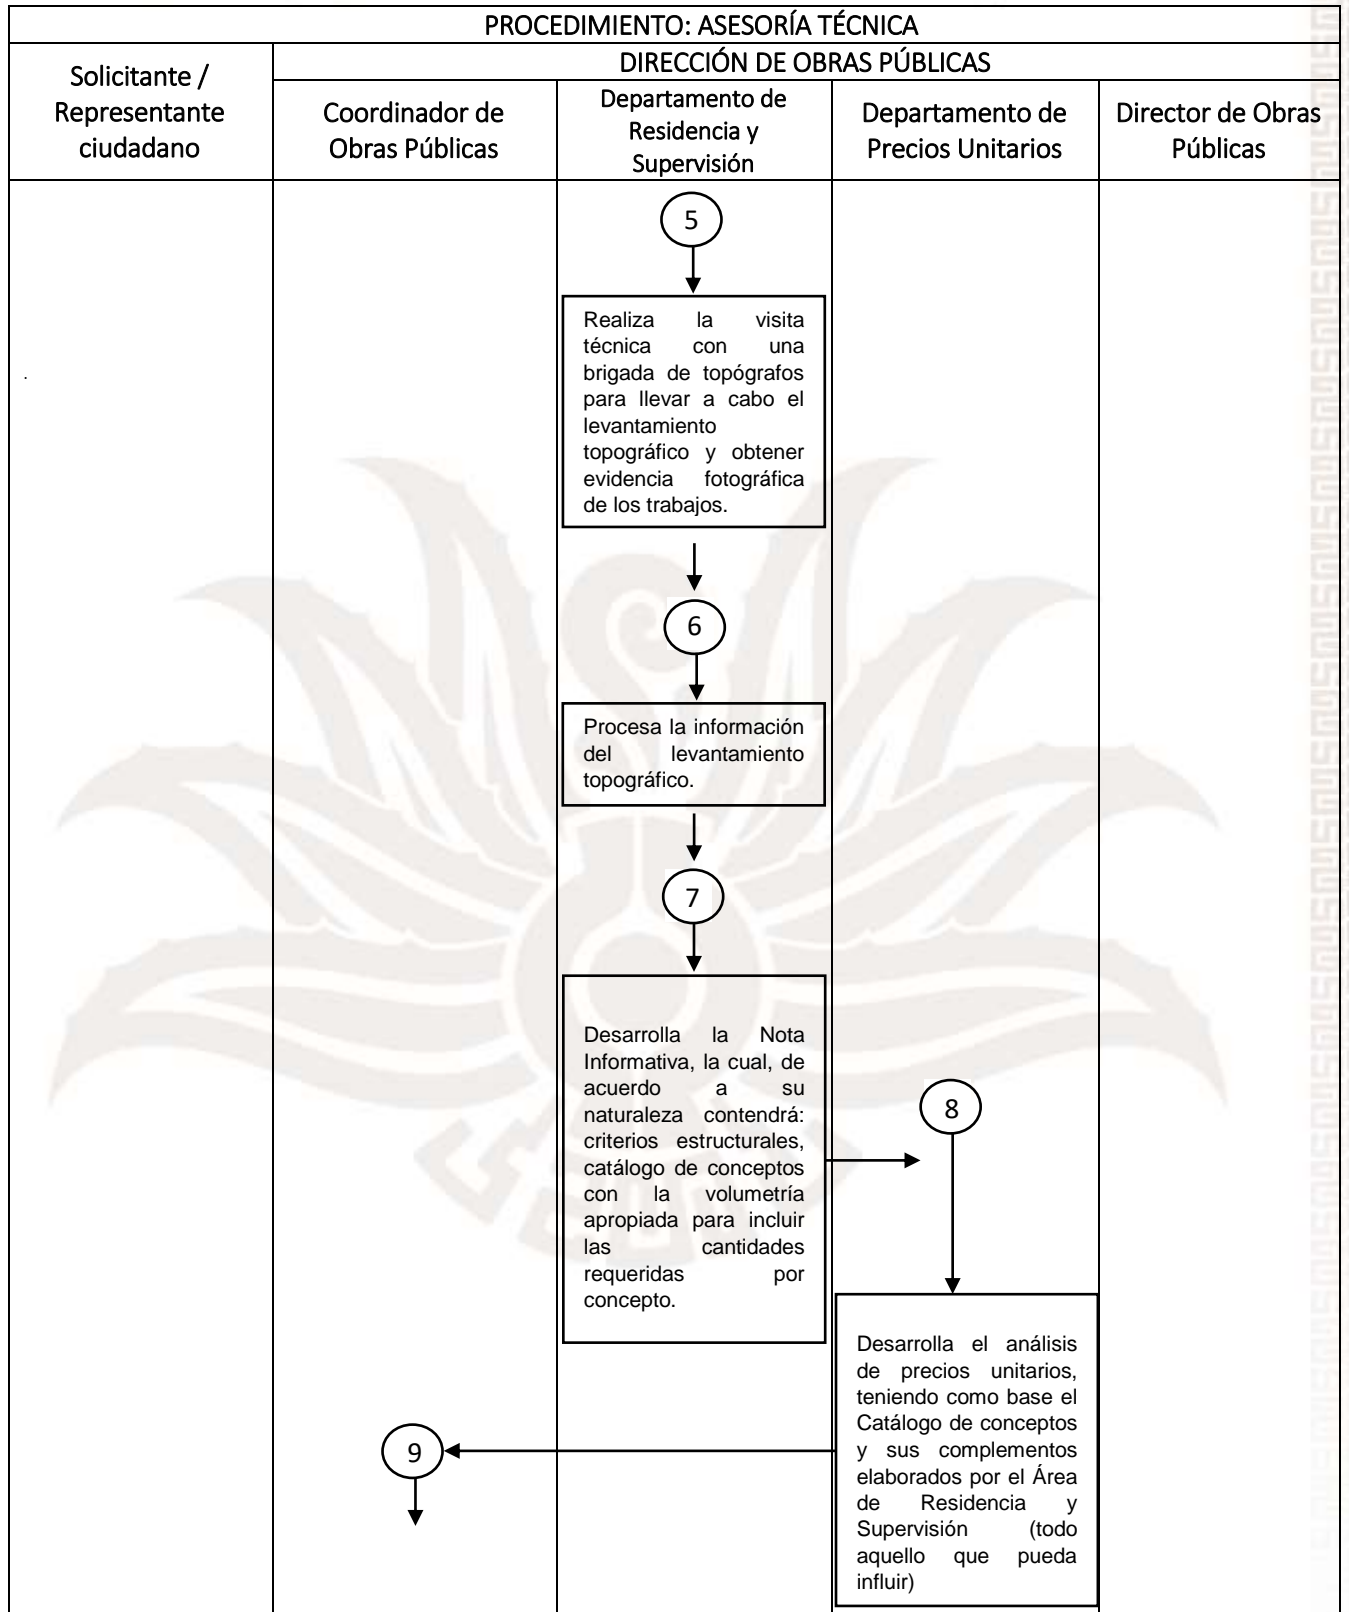 PROCEDIMIENTO: ASESORÍA TÉCNICA
Solicitante /
Representante
ciudadano
DIRECCIÓN DE OBRAS PÚBLICAS
Coordinador de
Obras Públicas
Departamento de
Residencia y
Supervisión
Departamento de
Precios Unitarios
Director de Obras
Públicas
5
Realiza la visita
técnica con una
brigada de topógrafos
para llevar a cabo el
levantamiento
topográfico y obtener
evidencia fotográfica
de los trabajos.
.
6
Procesa la información
del levantamiento
topográfico.
7
Desarrolla la Nota
Informativa, la cual, de
acuerdo a su
naturaleza contendrá:
criterios estructurales,
catálogo de conceptos
con la volumetría
apropiada para incluir
las cantidades
requeridas por
concepto.
8
Desarrolla el análisis
de precios unitarios,
teniendo como base el
Catálogo de conceptos
y sus complementos
elaborados por el Área
de Residencia y
Supervisión (todo
aquello que pueda
influir)
9